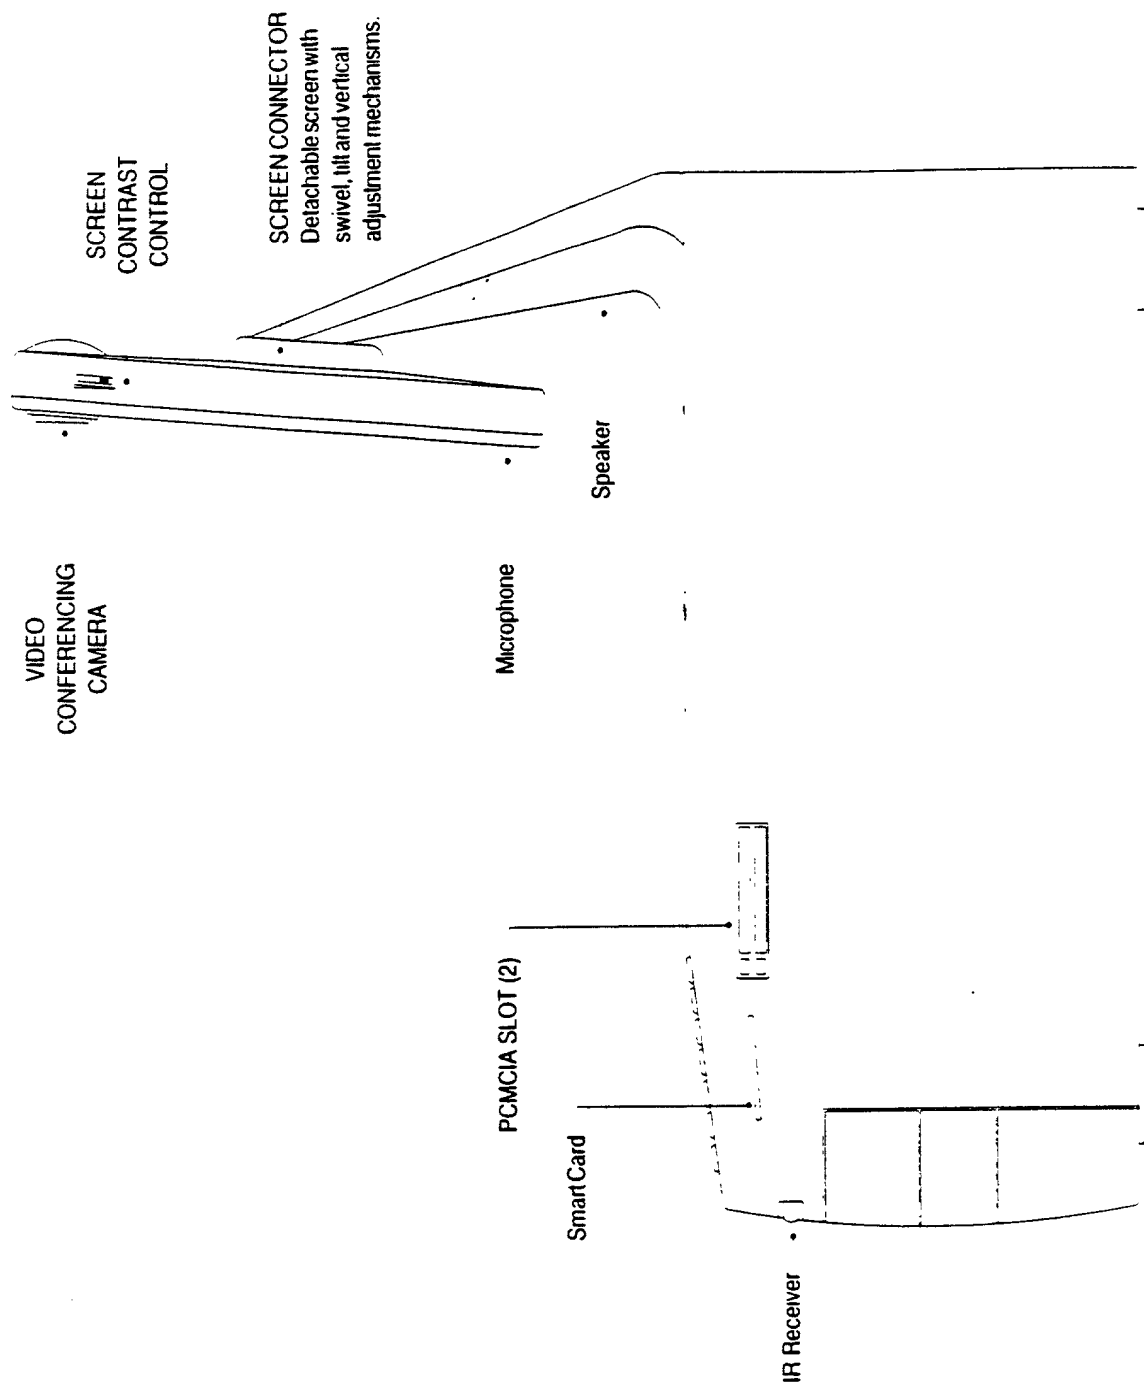 VIDEO
CONFERENCING
CAMERA
SCREEN
CONTRAST
CONTROL
SCREEN CONNECTOR
Detachable screen with
swivel, tilt and vertical
adjustment mechanisms.
Microphone
Speaker
PCMCIA SLOT (2)
Smart Card
IR Receiver